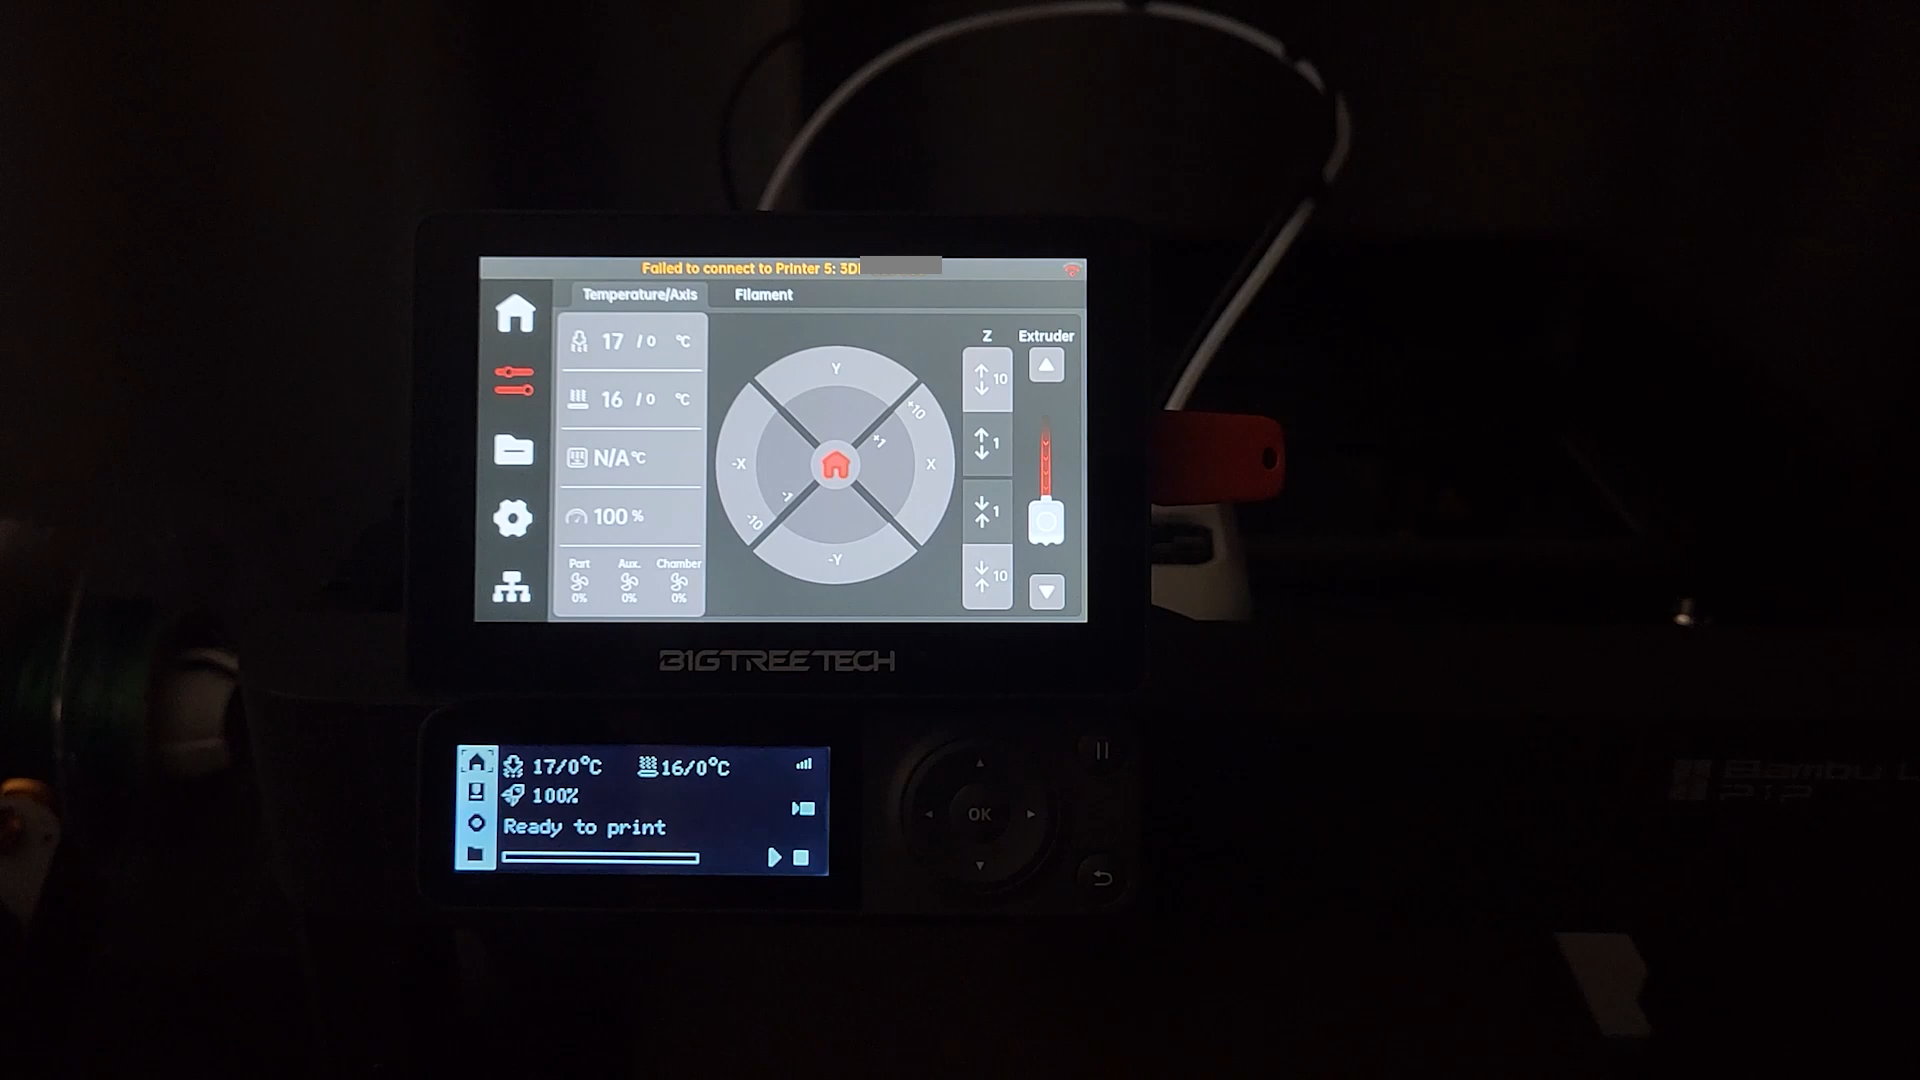 Failed to connect to Printer 5: 3D
Temperature/Axis Filament
17 / 0 °C
16 / 0 °C
N/A °C
100 %
Part Aux. Chamber
0% 0% 0%
Y
+10
+1
-X X
-1
-10
-Y
Z Extruder
10
1
1
10
BIGTREETECH
17/0°C 16/0°C
100%
Ready to print
OK
Bambu L
P1P